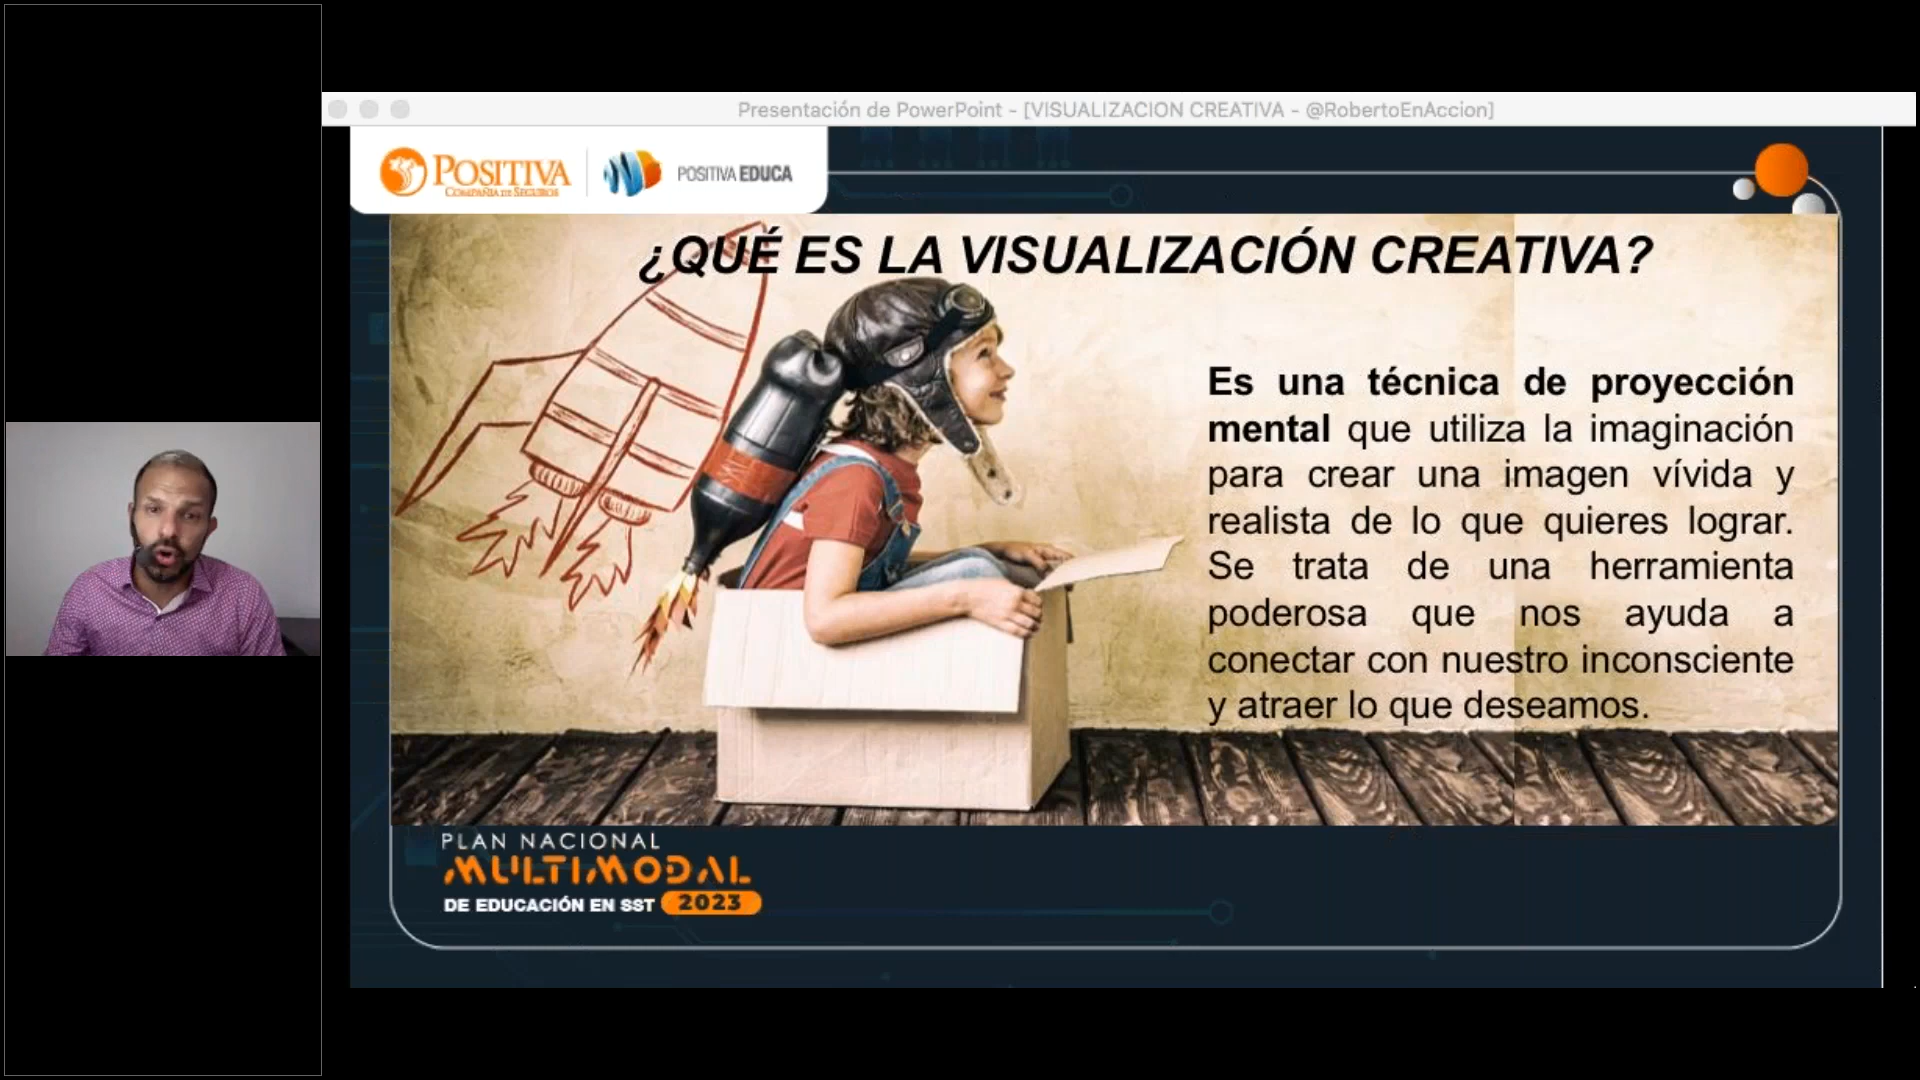 Presentación de PowerPoint - [VISUALIZACION CREATIVA - @RobertoEnAccion]
POSITIVA
COMPAÑIA DE SEGUROS
POSITIVA EDUCA
¿QUÉ ES LA VISUALIZACIÓN CREATIVA?
Es una técnica de proyección
mental que utiliza la imaginación
para crear una imagen vívida y
realista de lo que quieres lograr.
Se trata de una herramienta
poderosa que nos ayuda a
conectar con nuestro inconsciente
y atraer lo que deseamos.
PLAN NACIONAL
MULTIMODAL
DE EDUCACIÓN EN SST 2023